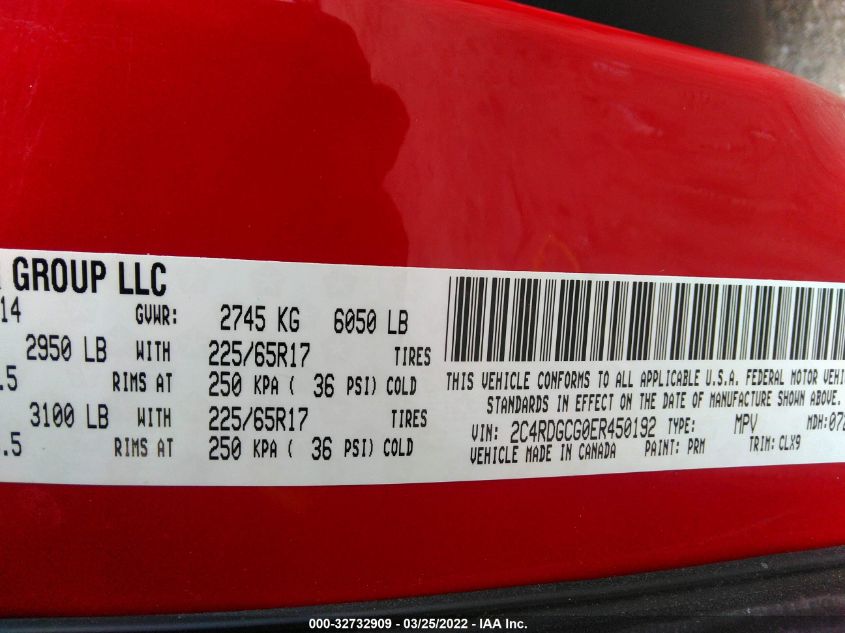 GROUP LLC
14 GVWR: 2745 KG 6050 LB
2950 LB WITH 225/65R17 TIRES
.5 RIMS AT 250 KPA ( 36 PSI) COLD
3100 LB WITH 225/65R17 TIRES
.5 RIMS AT 250 KPA ( 36 PSI) COLD
THIS VEHICLE CONFORMS TO ALL APPLICABLE U.S.A. FEDERAL MOTOR VEHI
STANDARDS IN EFFECT ON THE DATE OF MANUFACTURE SHOWN ABOVE.
VIN: 2C4RDGCG0ER450192 TYPE: MPV MDH:072
VEHICLE MADE IN CANADA PAINT: PRM TRIM: CLX9
000-32732909 - 03/25/2022 - IAA Inc.